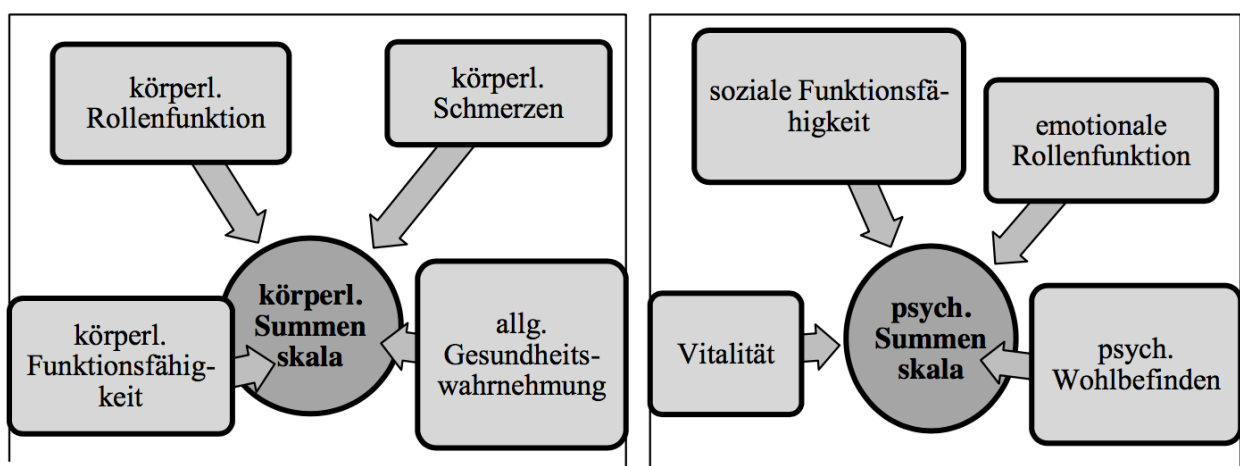 körperl.
Rollenfunktion
körperl.
Schmerzen
körperl.
Summen
skala
körperl.
Funktionsfähig-
keit
allg.
Gesundheits-
wahrnehmung
soziale Funktionsfä-
higkeit
emotionale
Rollenfunktion
Vitalität
psych.
Summen
skala
psych.
Wohlbefinden